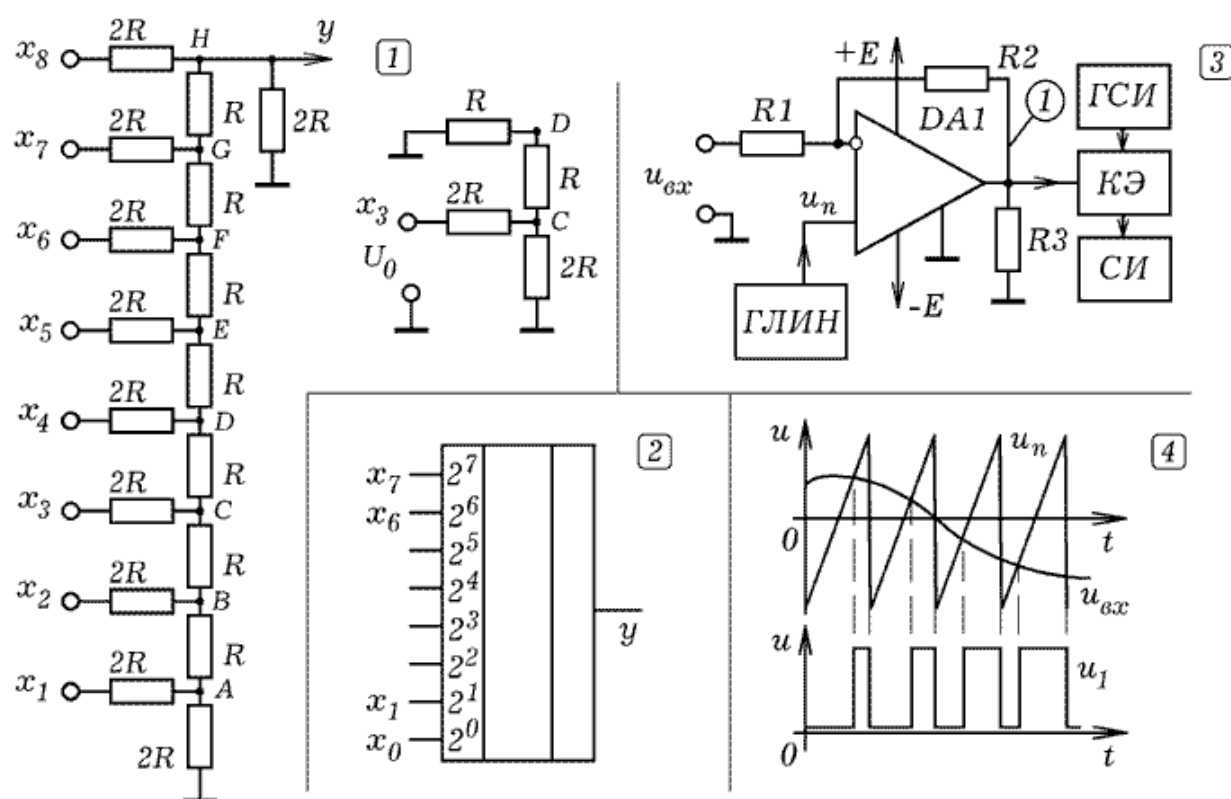 x8 2R H y
R 2R
x7 2R G
R
x6 2R F
R
x5 2R E
R
x4 2R D
R
x3 2R C
R
x2 2R B
R
x1 2R A
2R
1
R D
R
x3 2R C
U0 2R
2
x7 2^7
x6 2^6
2^5
2^4
2^3
2^2
x1 2^1
x0 2^0
y
3
+E R2
R1 DA1 1 ГСИ
uвх КЭ
uп R3 СИ
ГЛИН -E
4
u uп
0 t
uвх
u u1
0 t